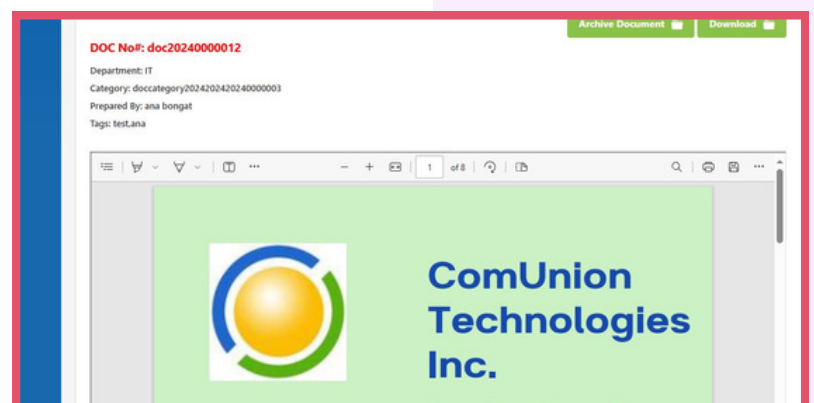 Archive Document Download
DOC No#: doc20240000012
Department: IT
Category: doccategory2024202420240000003
Prepared By: ana bongat
Tags: test,ana
1 of 8
ComUnion
Technologies
Inc.